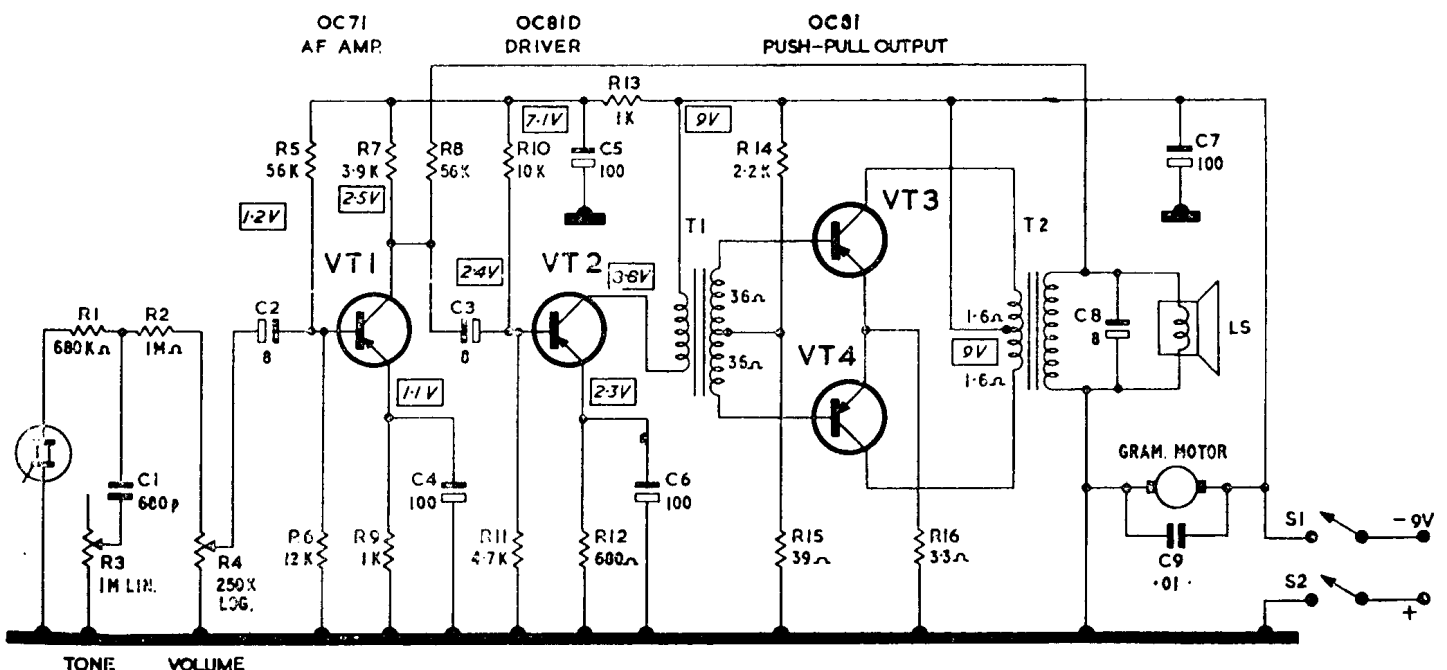 OC71
AF AMP.
OC81D
DRIVER
OC81
PUSH-PULL OUTPUT
R13
1K
7·1V
9V
R5
56K
R7
3·9K
R8
56K
R10
10K
C5
100
R14
2·2K
C7
100
2·5V
1·2V
VT3
T1
T2
VT1
2·4V
VT2
3·6V
R1
680KΩ
R2
1MΩ
C2
8
C3
8
36Ω
35Ω
1·6Ω
9V
1·6Ω
C8
8
LS
VT4
1·1V
2·3V
GRAM. MOTOR
C1
680p
C4
100
C6
100
S1
-9V
R3
1M LIN.
R4
250K
LOG.
R6
12K
R9
1K
R11
4·7K
R12
680Ω
R15
39Ω
R16
3·3Ω
C9
·01
S2
+
TONE
VOLUME